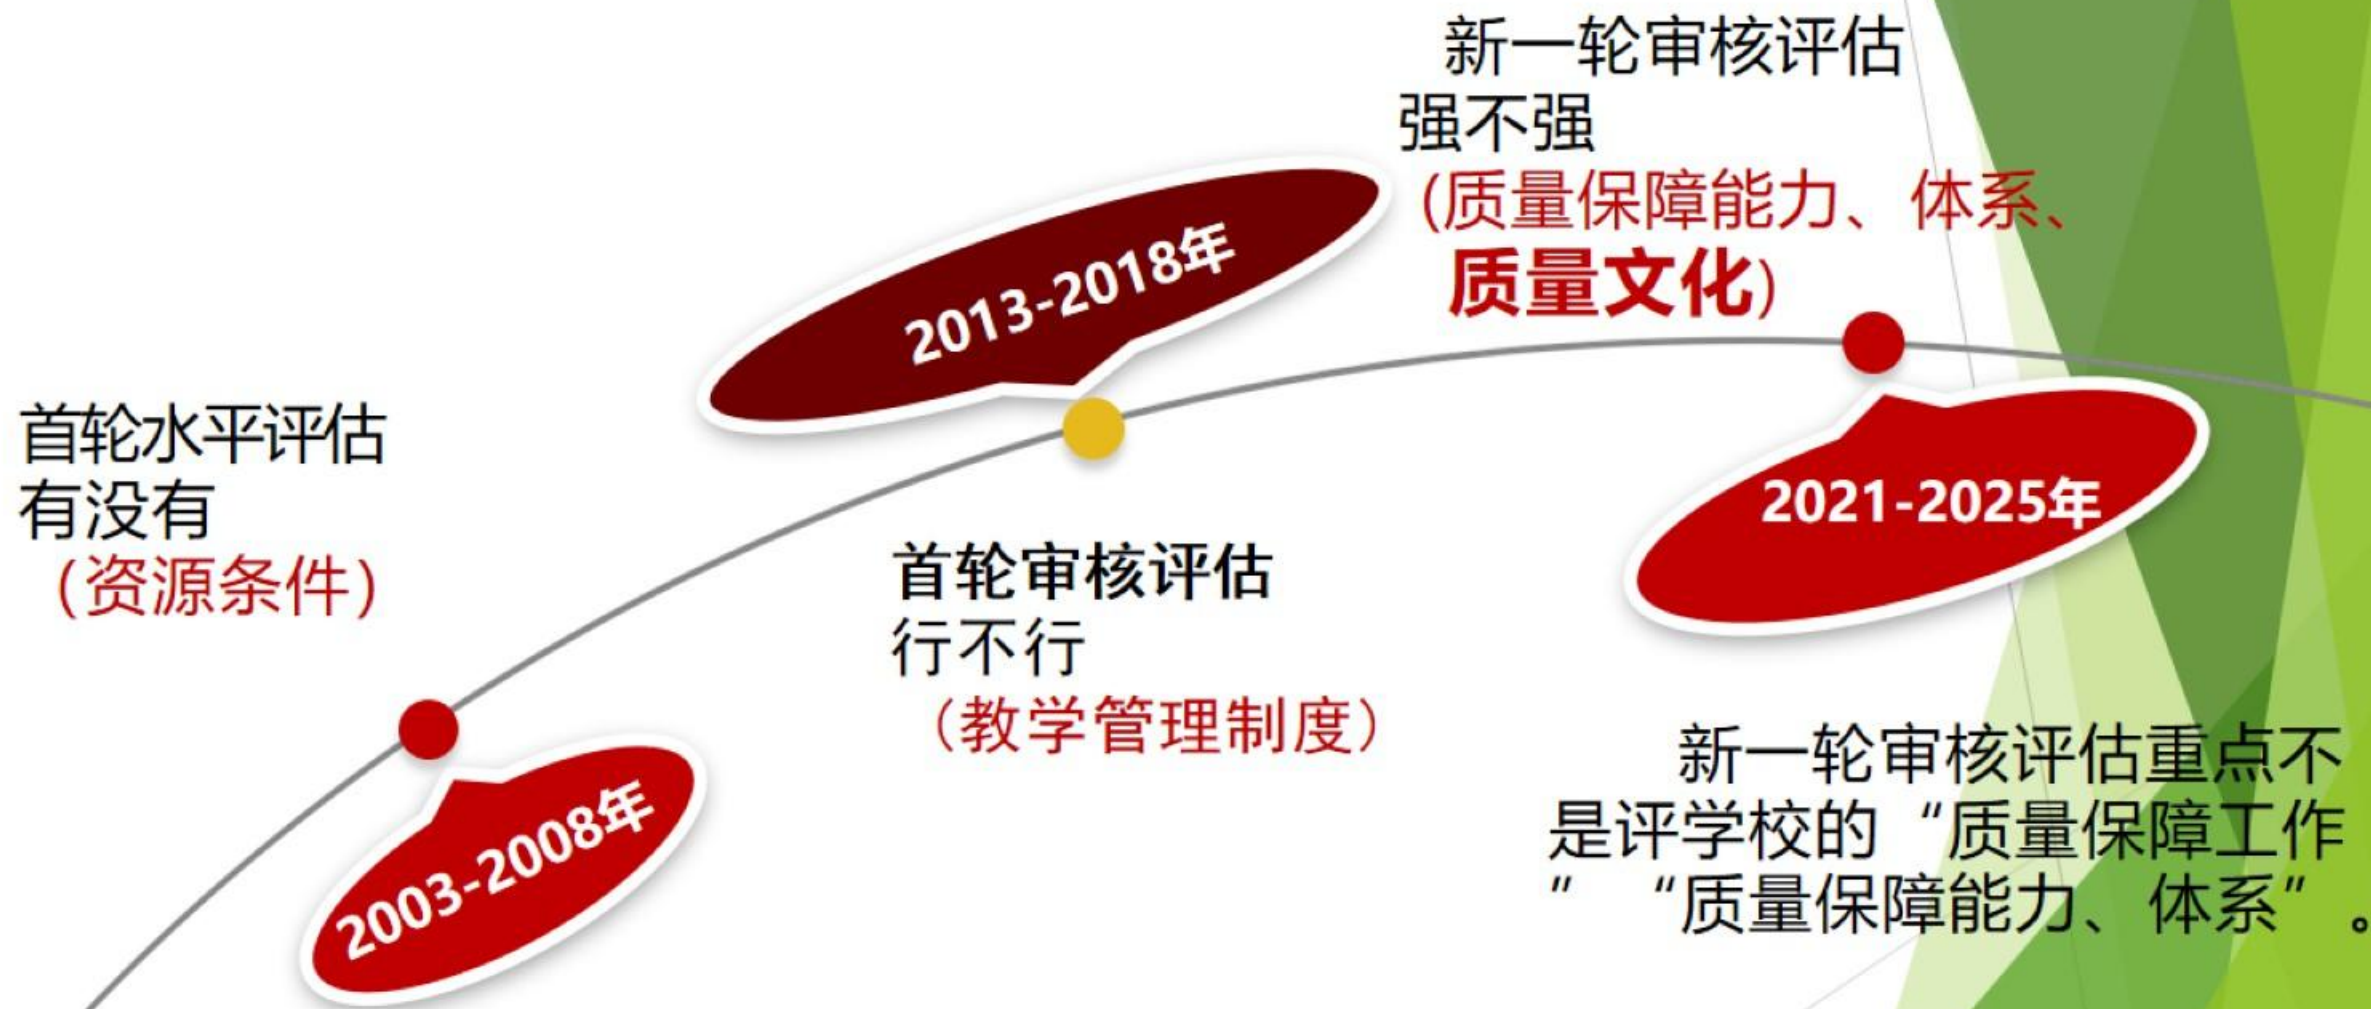 首轮水平评估
有没有
（资源条件）
2003-2008年
2013-2018年
首轮审核评估
行不行
（教学管理制度）
新一轮审核评估
强不强
(质量保障能力、体系、
质量文化)
2021-2025年
新一轮审核评估重点不
是评学校的“质量保障工作
”“质量保障能力、体系”。